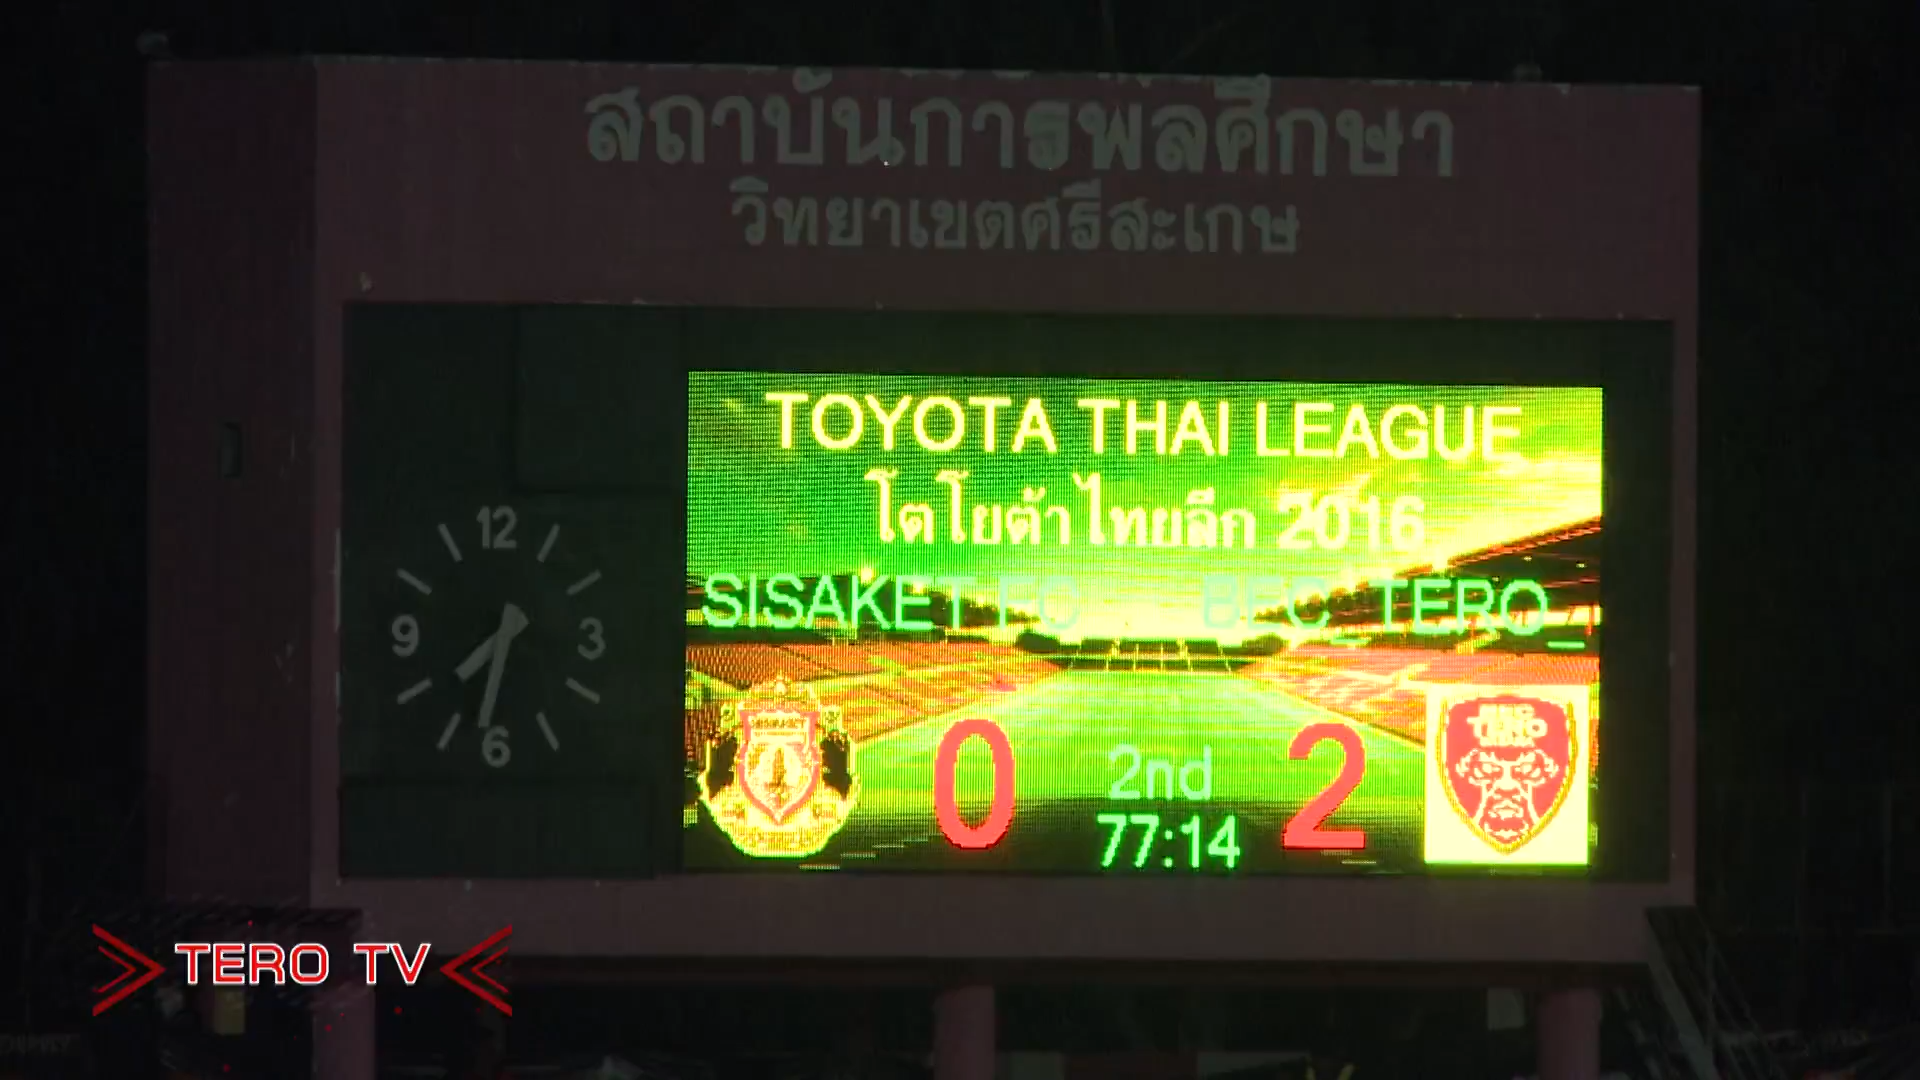 สถาบันการพลศึกษา
วิทยาเขตศรีสะเกษ
TOYOTA THAI LEAGUE
โตโยต้าไทยลีก 2016
SISAKET FC BEC_TERO_
12
9 3
6
0 2nd 2
77:14
BEC
TERO
TERO TV